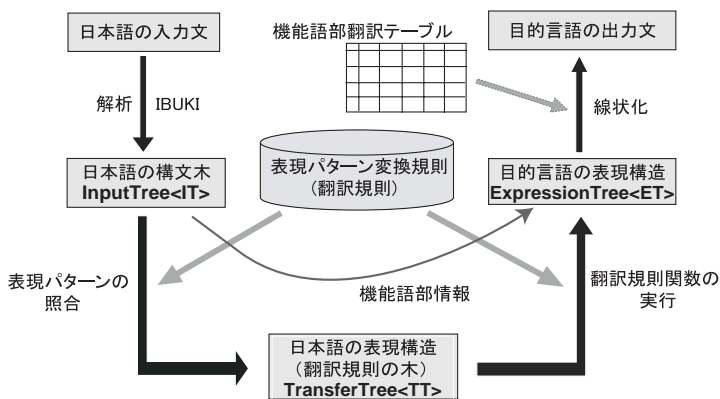 日本語の入力文
機能語部翻訳テーブル
目的言語の出力文
解析 IBUKI
線状化
日本語の構文木
InputTree<IT>
表現パターン変換規則
(翻訳規則)
目的言語の表現構造
ExpressionTree<ET>
表現パターンの
照合
機能語部情報
翻訳規則関数の
実行
日本語の表現構造
(翻訳規則の木)
TransferTree<TT>